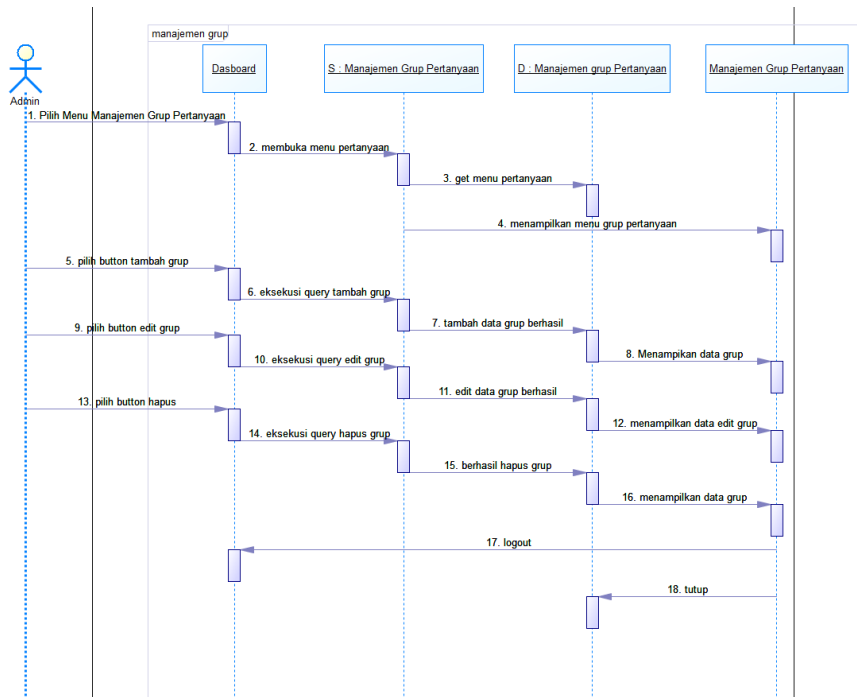 manajemen grup
Dasboard
S : Manajemen Grup Pertanyaan
D : Manajemen grup Pertanyaan
Manajemen Grup Pertanyaan
Admin
1. Pilih Menu Manajemen Grup Pertanyaan
2. membuka menu pertanyaan
3. get menu pertanyaan
4. menampilkan menu grup pertanyaan
5. pilih button tambah grup
6. eksekusi query tambah grup
7. tambah data grup berhasil
8. Menampikan data grup
9. pilih button edit grup
10. eksekusi query edit grup
11. edit data grup berhasil
12. menampilkan data edit grup
13. pilih button hapus
14. eksekusi query hapus grup
15. berhasil hapus grup
16. menampilkan data grup
17. logout
18. tutup